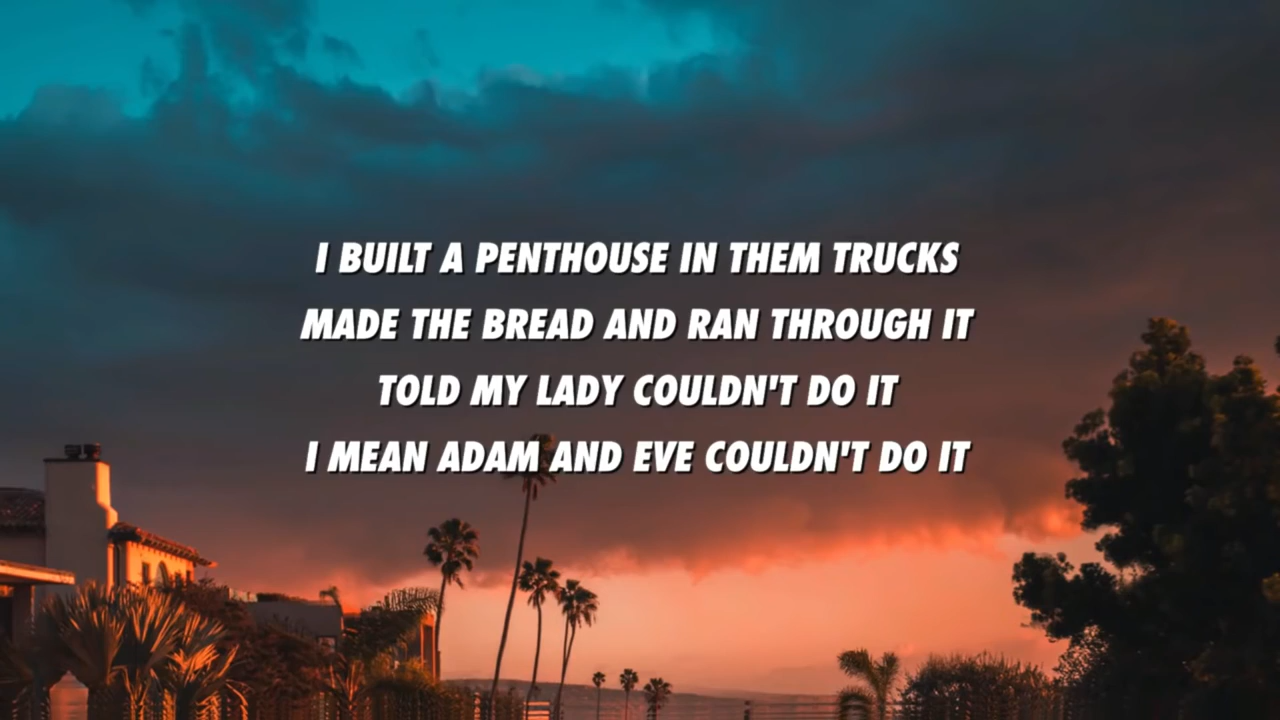 I BUILT A PENTHOUSE IN THEM TRUCKS
MADE THE BREAD AND RAN THROUGH IT
TOLD MY LADY COULDN'T DO IT
I MEAN ADAM AND EVE COULDN'T DO IT